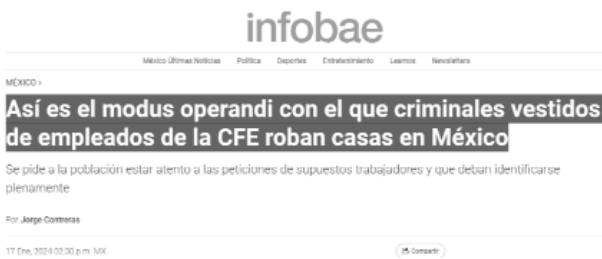 infobae
México Últimas Noticias Política Deportes Entretenimiento Leamos Newsletters
MÉXICO >
Así es el modus operandi con el que criminales vestidos
de empleados de la CFE roban casas en México
Se pide a la población estar atento a las peticiones de supuestos trabajadores y que deban identificarse
plenamente
Por Jorge Contreras
17 Ene, 2024 02:30 p.m. MX
Compartir